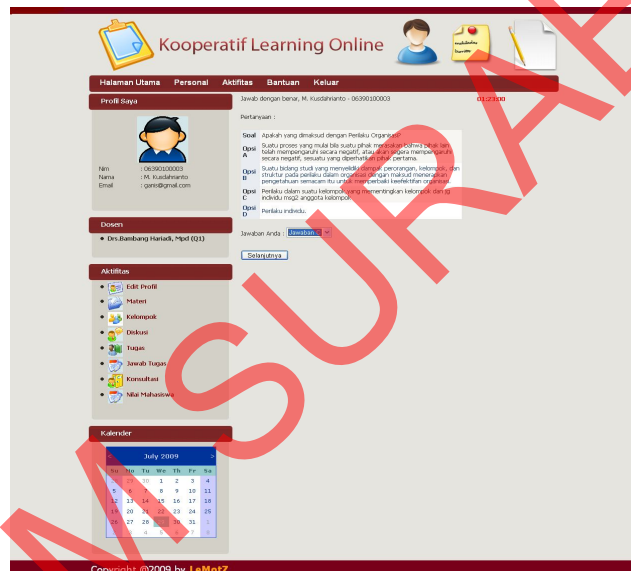 Kooperatif Learning Online
Halaman Utama Personal Aktifitas Bantuan Keluar
Profil Saya
Nim : 06390100003
Nama : M. Kusdahrianto
Email : ganis@gmail.com
Dosen
Drs.Bambang Hariadi, Mpd (Q1)
Aktifitas
Edit Profil
Materi
Kelompok
Diskusi
Tugas
Jawab Tugas
Konsultasi
Nilai Mahasiswa
Kalender
< July 2009 >
Su Mo Tu We Th Fr Sa
28 29 30 1 2 3 4
5 6 7 8 9 10 11
12 13 14 15 16 17 18
19 20 21 22 23 24 25
26 27 28 29 30 31 1
Jawab dengan benar, M. Kusdahrianto - 06390100003 01:23:00
Pertanyaan :
Soal Apakah yang dimaksud dengan Perilaku Organisasi?
Opsi A Suatu proses yang mulai bila suatu pihak merasakan bahwa pihak lain
telah mempengaruhi secara negatif, atau akan segera mempengaruhi
secara negatif, sesuatu yang diperhatikan pihak pertama.
Opsi B Suatu bidang studi yang menyelidiki dampak perorangan, kelompok, dan
struktur pada perilaku dalam organisasi dengan maksud menerapkan
pengetahuan semacam itu untuk memperbaiki keefektifan organisasi
Opsi C Perilaku dalam suatu kelompok yang mementingkan kelompok dan tg
individu msg2 anggota kelompok
Opsi D Perilaku individu.
Jawaban Anda : Jawaban
Selanjutnya
Copyright @2009 by LeMotZ
M SURAB